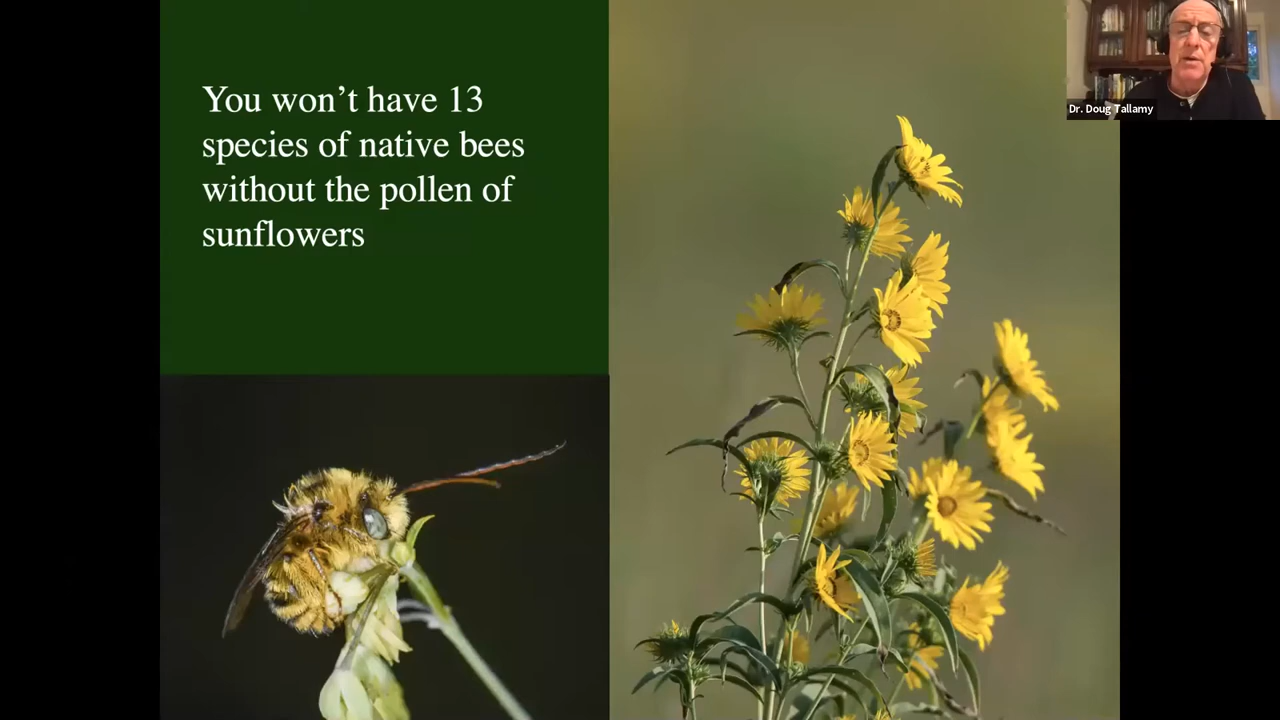 You won’t have 13
species of native bees
without the pollen of
sunflowers
Dr. Doug Tallamy